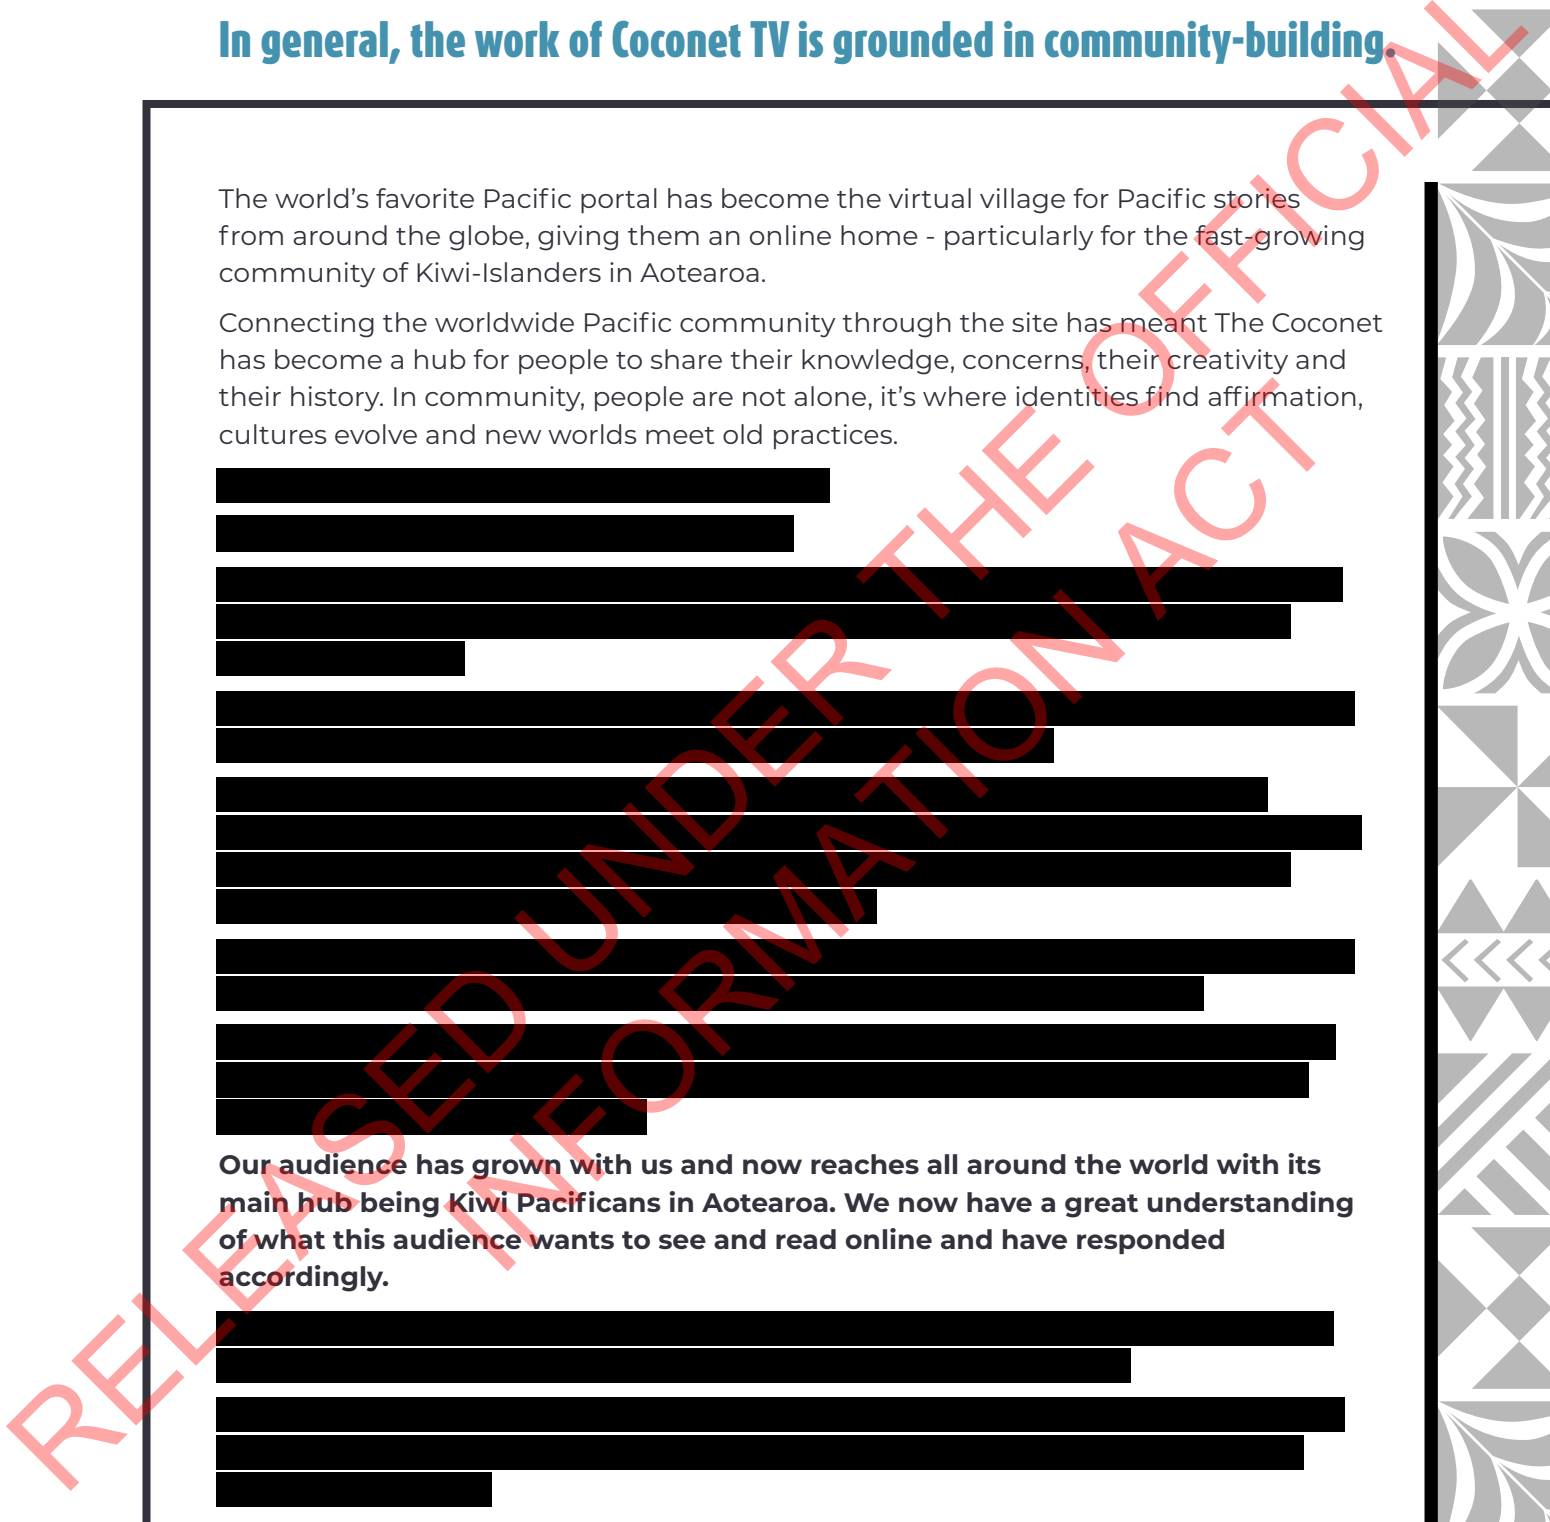 In general, the work of Coconet TV is grounded in community-building.
The world’s favorite Pacific portal has become the virtual village for Pacific stories
from around the globe, giving them an online home - particularly for the fast-growing
community of Kiwi-Islanders in Aotearoa.
Connecting the worldwide Pacific community through the site has meant The Coconet
has become a hub for people to share their knowledge, concerns, their creativity and
their history. In community, people are not alone, it’s where identities find affirmation,
cultures evolve and new worlds meet old practices.
Our audience has grown with us and now reaches all around the world with its
main hub being Kiwi Pacificans in Aotearoa. We now have a great understanding
of what this audience wants to see and read online and have responded
accordingly.
RELEASED UNDER THE OFFICIAL
INFORMATION ACT